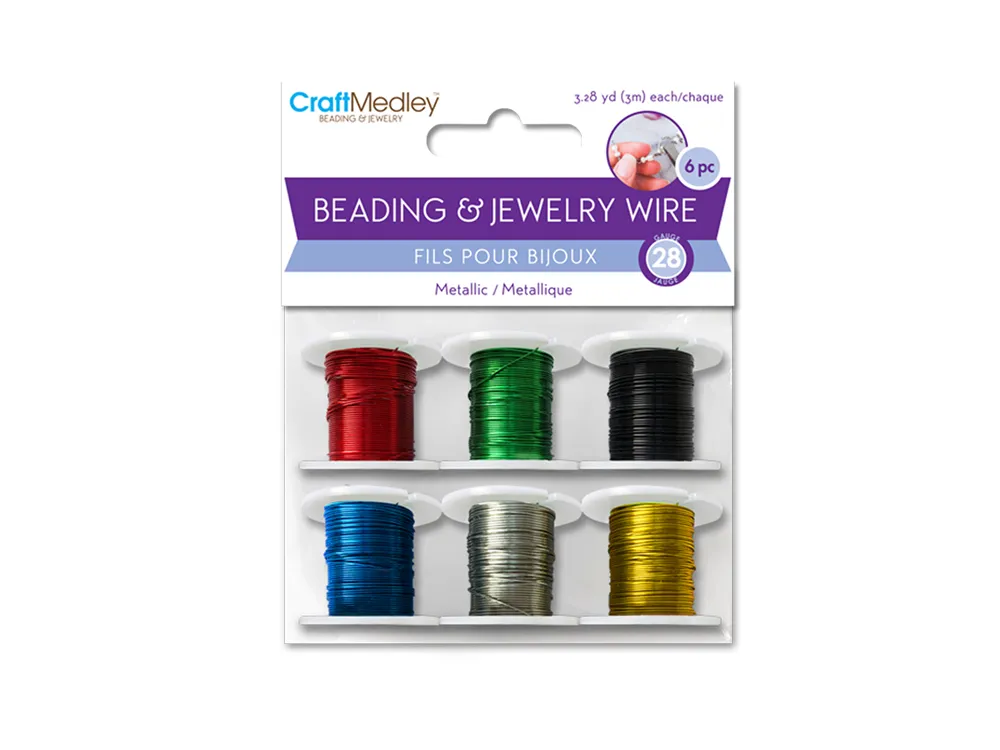 CraftMedley™
BEADING & JEWELRY
3.28 yd (3m) each/chaque
6 pc
BEADING & JEWELRY WIRE
FILS POUR BIJOUX
GAUGE
28
JAUGE
Metallic / Metallique